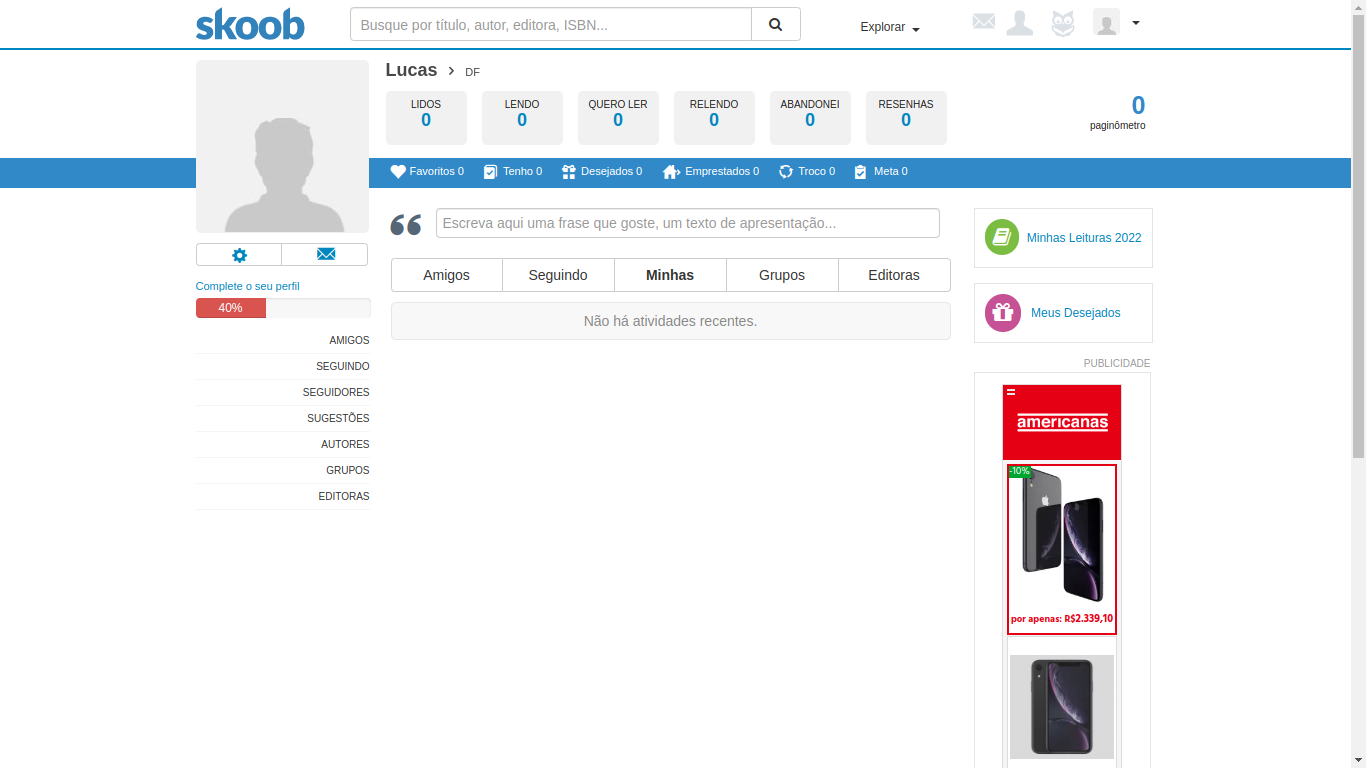 skoob
Busque por título, autor, editora, ISBN...
Explorar
Lucas DF
LIDOS
0
LENDO
0
QUERO LER
0
RELENDO
0
ABANDONEI
0
RESENHAS
0
0
paginômetro
Favoritos 0
Tenho 0
Desejados 0
Emprestados 0
Troco 0
Meta 0
Escreva aqui uma frase que goste, um texto de apresentação...
Complete o seu perfil
40%
AMIGOS
SEGUINDO
SEGUIDORES
SUGESTÕES
AUTORES
GRUPOS
EDITORAS
Amigos
Seguindo
Minhas
Grupos
Editoras
Não há atividades recentes.
Minhas Leituras 2022
Meus Desejados
PUBLICIDADE
americanas
-10%
por apenas: R$2.339,10